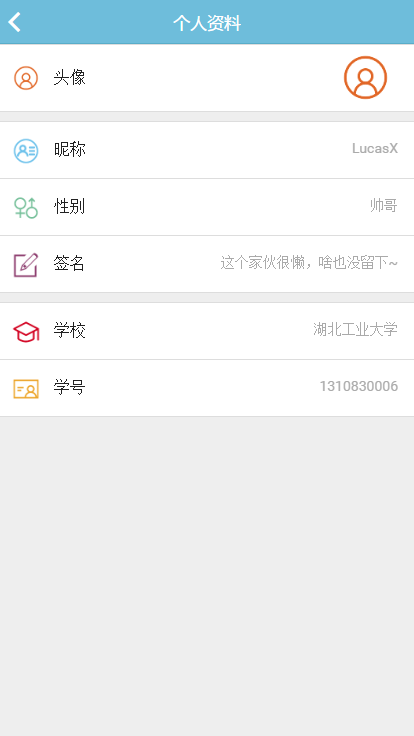 个人资料
头像
昵称 LucasX
性别 帅哥
签名 这个家伙很懒，啥也没留下~
学校 湖北工业大学
学号 1310830006